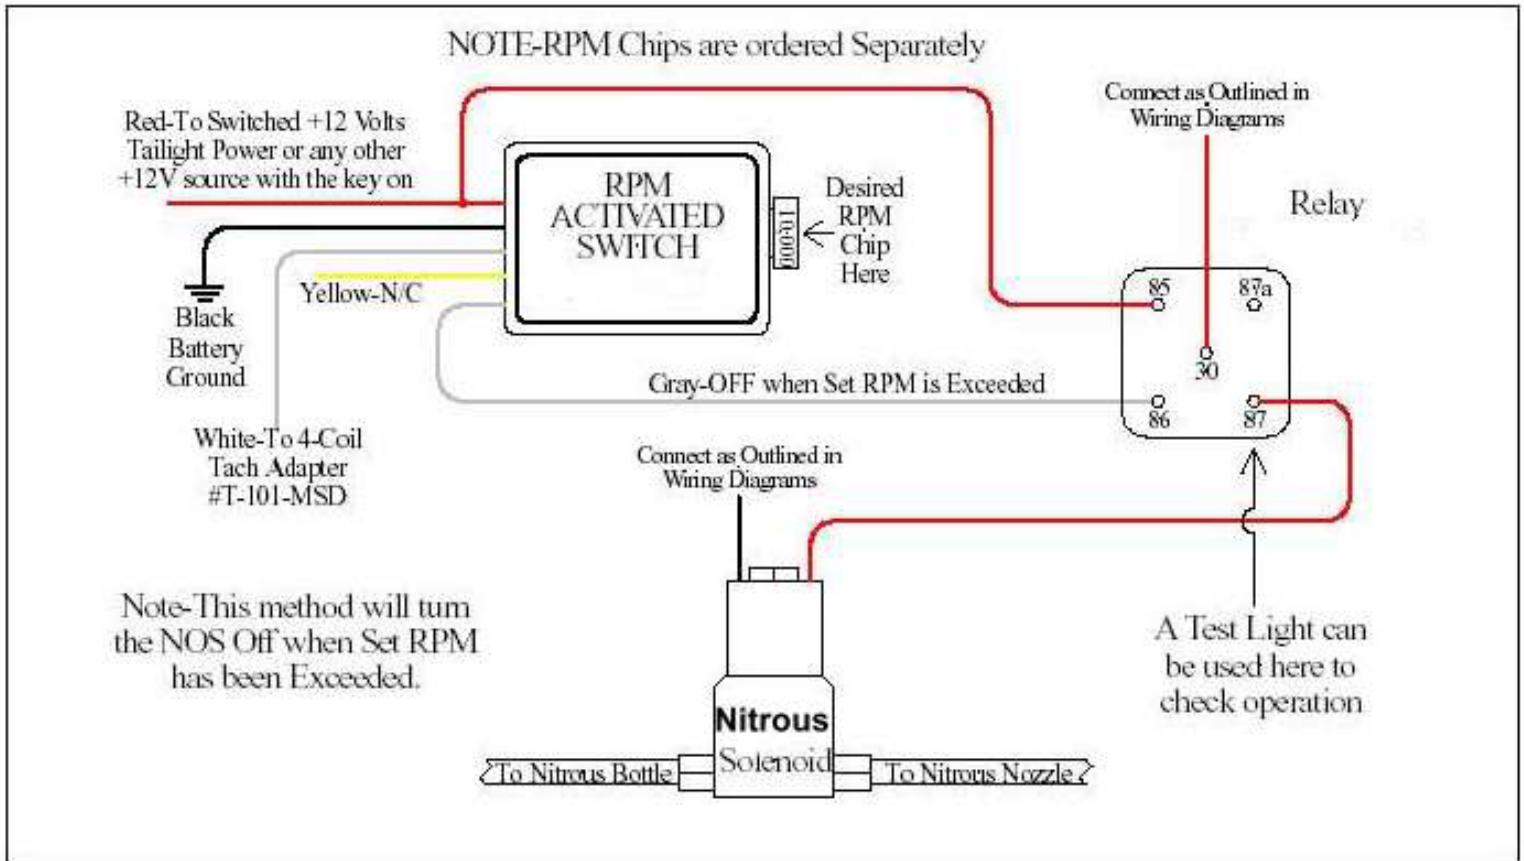 NOTE-RPM Chips are ordered Separately
Red-To Switched +12 Volts
Tailight Power or any other
+12V source with the key on
RPM
ACTIVATED
SWITCH
Desired
RPM
Chip
Here
Connect as Outlined in
Wiring Diagrams
Relay
85
87a
30
86
87
Yellow-N/C
Black
Battery
Ground
Gray-OFF when Set RPM is Exceeded
White-To 4-Coil
Tach Adapter
#T-101-MSD
Connect as Outlined in
Wiring Diagrams
Note-This method will turn
the NOS Off when Set RPM
has been Exceeded.
A Test Light can
be used here to
check operation
Nitrous
Solenoid
To Nitrous Bottle
To Nitrous Nozzle